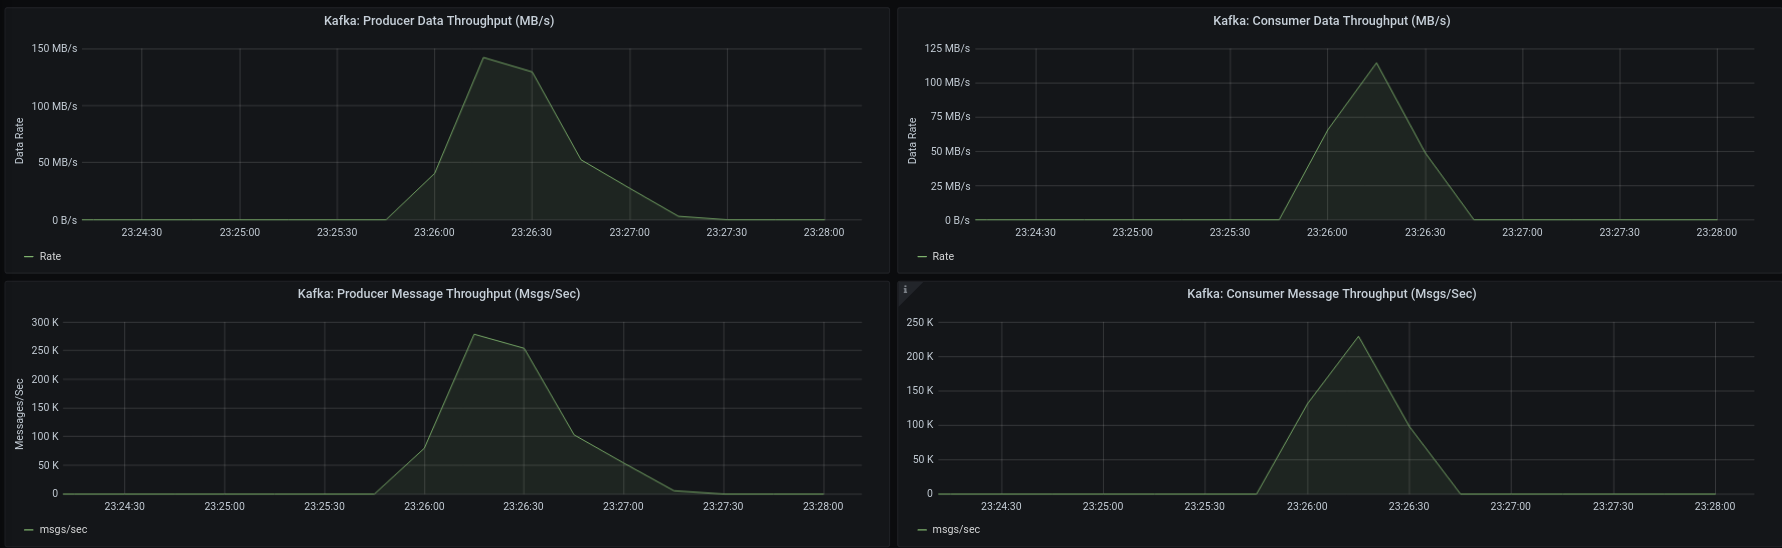 Kafka: Producer Data Throughput (MB/s)
150 MB/s
100 MB/s
50 MB/s
0 B/s
Data Rate
23:24:30 23:25:00 23:25:30 23:26:00 23:26:30 23:27:00 23:27:30 23:28:00
Rate
Kafka: Consumer Data Throughput (MB/s)
125 MB/s
100 MB/s
75 MB/s
50 MB/s
25 MB/s
0 B/s
Data Rate
23:24:30 23:25:00 23:25:30 23:26:00 23:26:30 23:27:00 23:27:30 23:28:00
Rate
Kafka: Producer Message Throughput (Msgs/Sec)
300 K
250 K
200 K
150 K
100 K
50 K
0
Messages/Sec
23:24:30 23:25:00 23:25:30 23:26:00 23:26:30 23:27:00 23:27:30 23:28:00
msgs/sec
i
Kafka: Consumer Message Throughput (Msgs/Sec)
250 K
200 K
150 K
100 K
50 K
0
23:24:30 23:25:00 23:25:30 23:26:00 23:26:30 23:27:00 23:27:30 23:28:00
msgs/sec